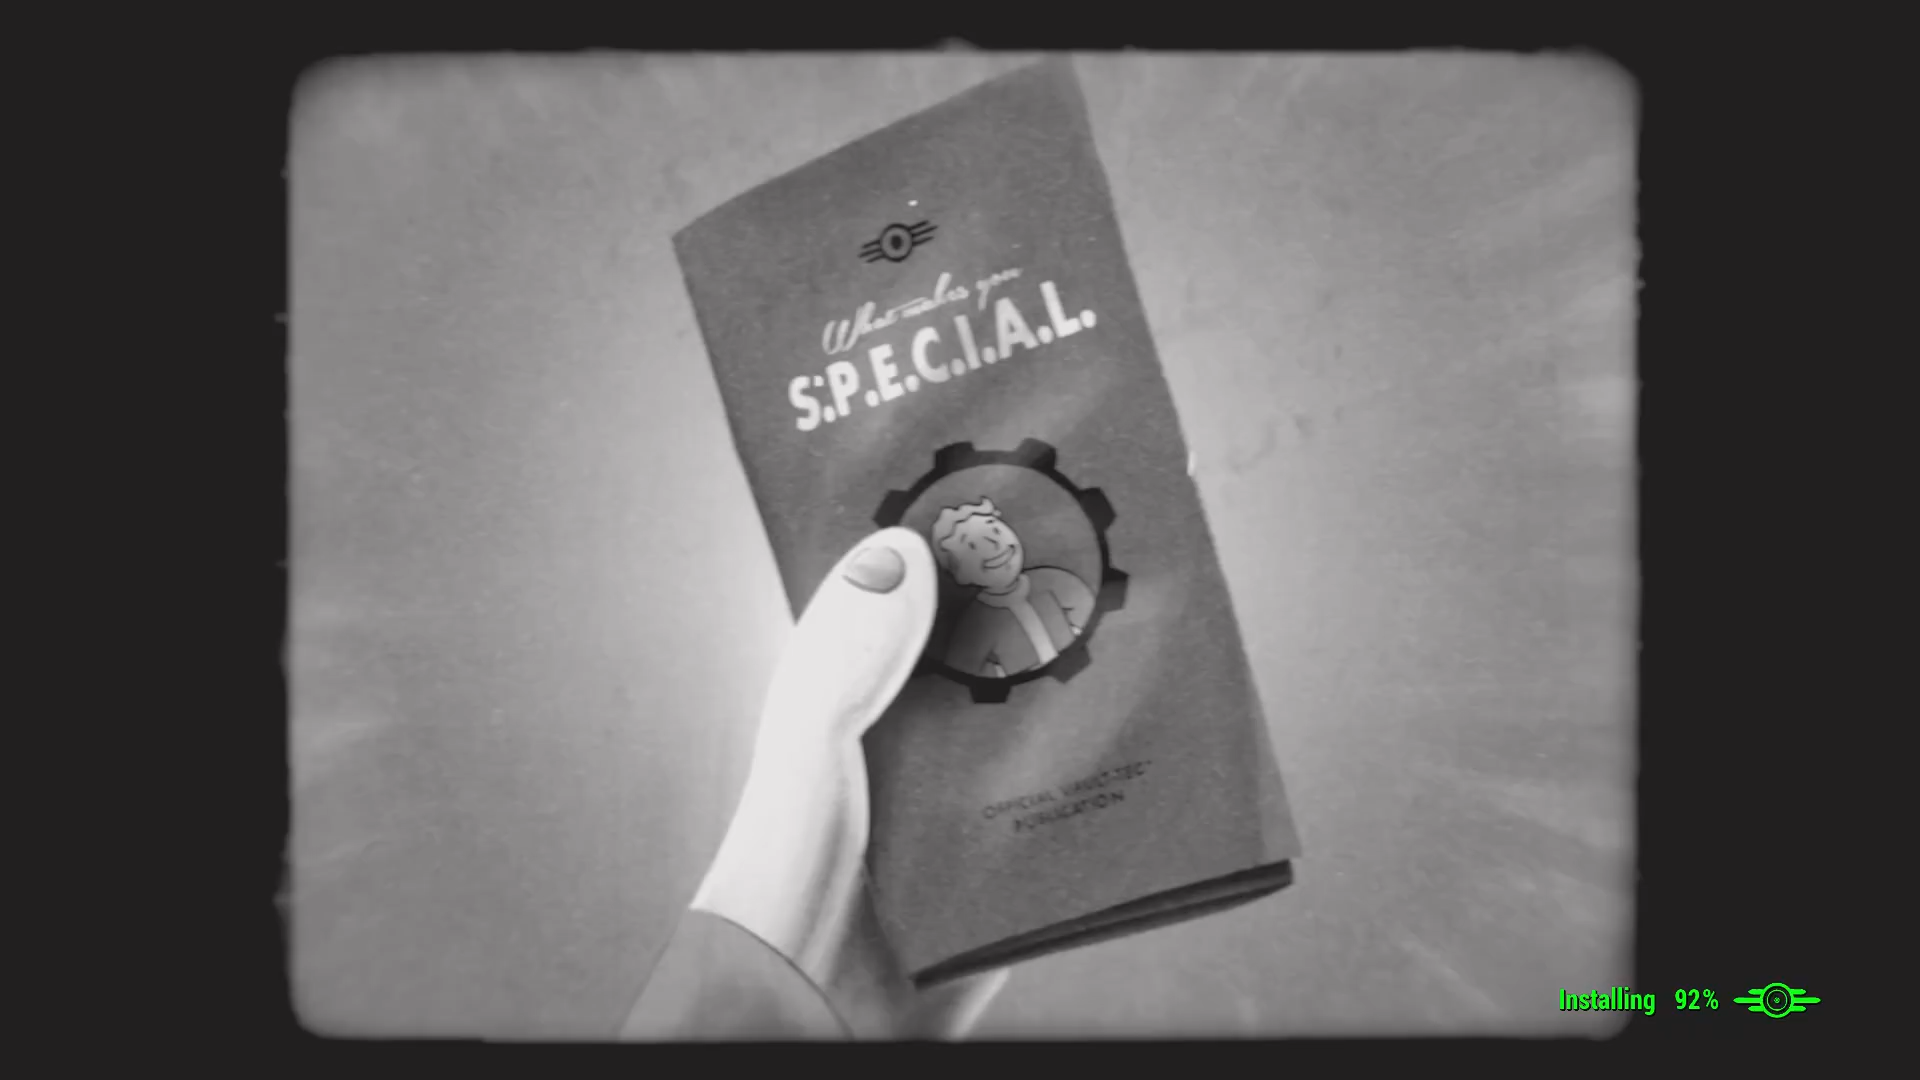 What makes you
S.P.E.C.I.A.L.
OFFICIAL VAULT-TEC
PUBLICATION
Installing 92%